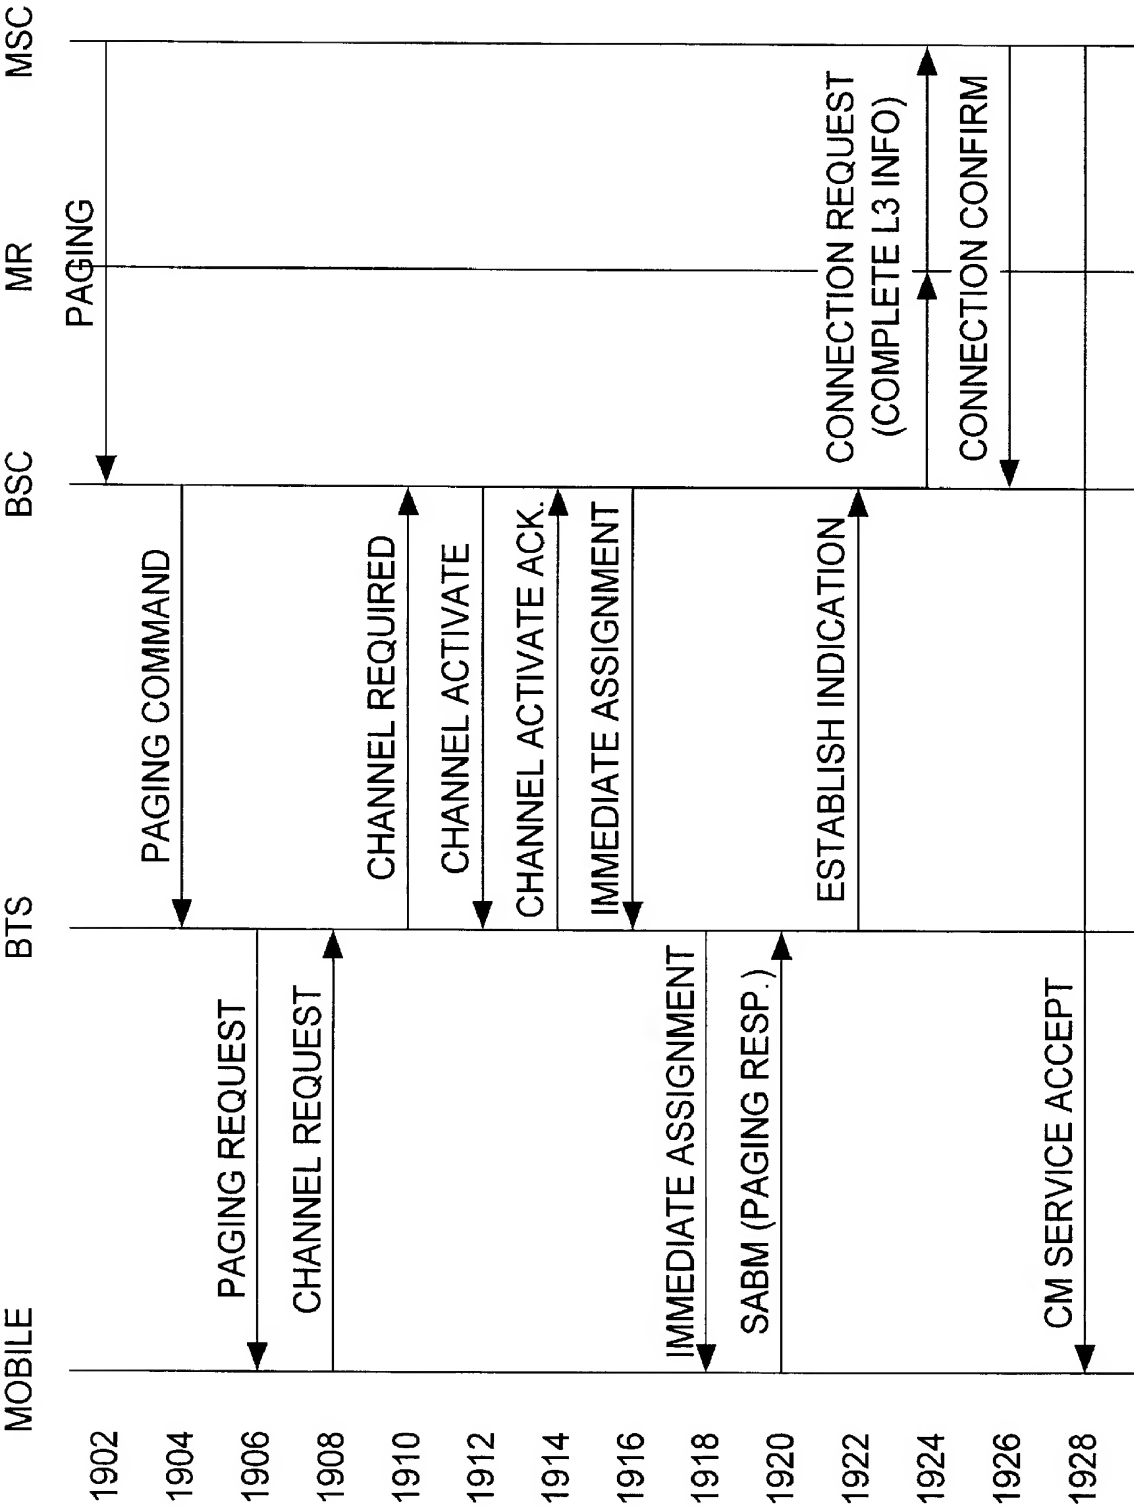 MOBILE
BTS
BSC
MR
MSC
1902
PAGING
1904
PAGING COMMAND
1906
PAGING REQUEST
1908
CHANNEL REQUEST
1910
CHANNEL REQUIRED
1912
CHANNEL ACTIVATE
1914
CHANNEL ACTIVATE ACK.
1916
IMMEDIATE ASSIGNMENT
1918
IMMEDIATE ASSIGNMENT
1920
SABM (PAGING RESP.)
1922
ESTABLISH INDICATION
1924
CONNECTION REQUEST
(COMPLETE L3 INFO)
1926
CONNECTION CONFIRM
1928
CM SERVICE ACCEPT